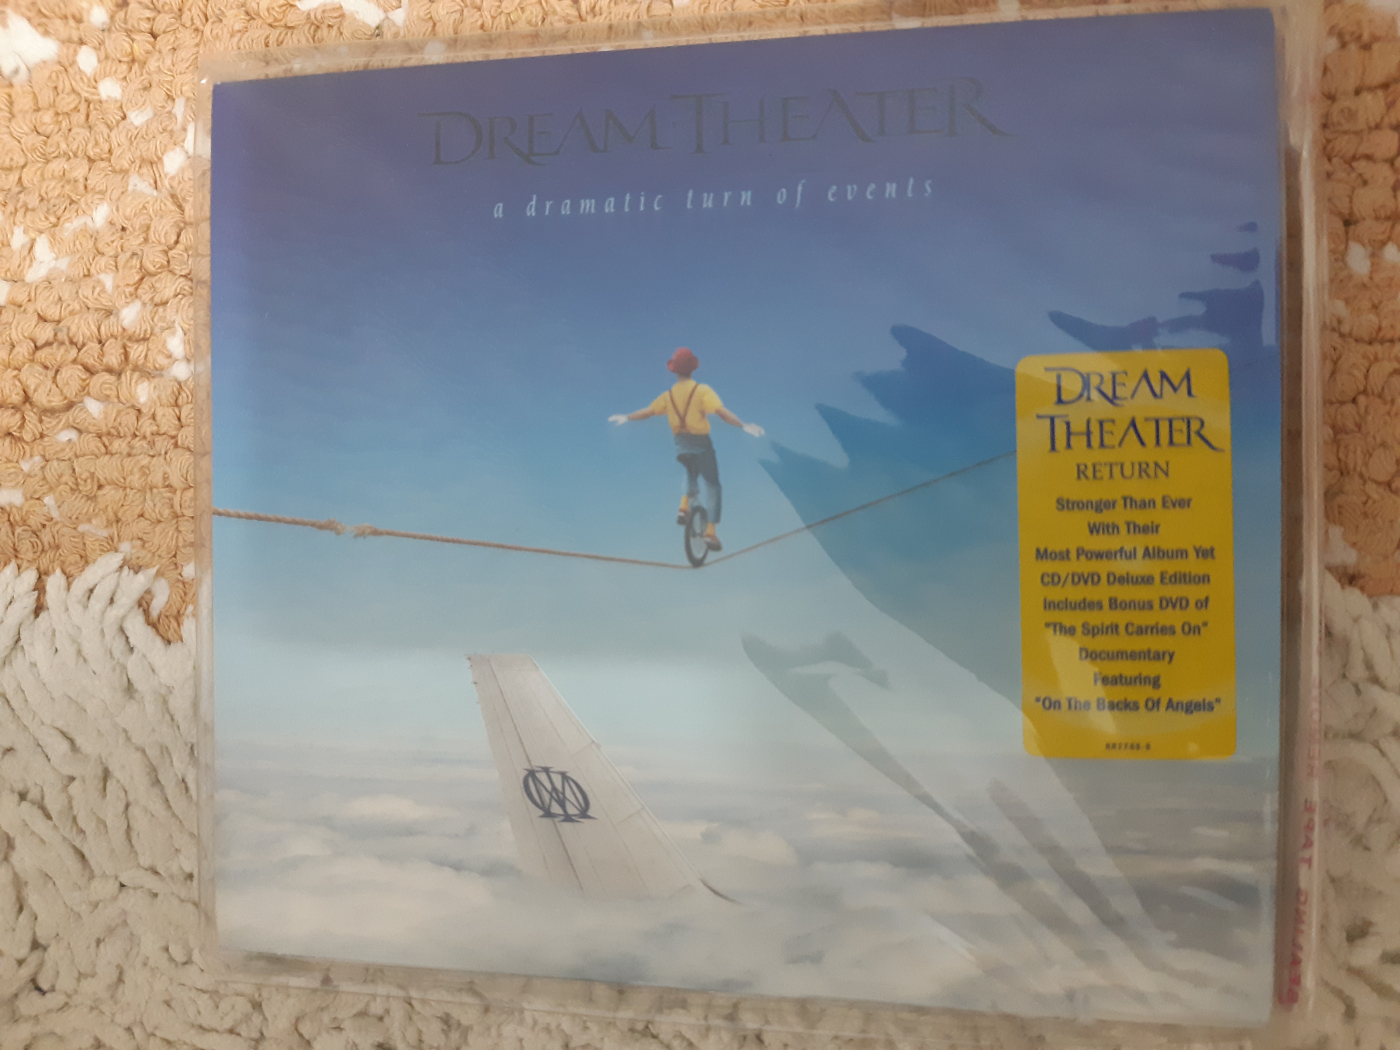 DREAM THEATER
a dramatic turn of events
DREAM
THEATER
RETURN
Stronger Than Ever
With Their
Most Powerful Album Yet
CD/DVD Deluxe Edition
Includes Bonus DVD of
"The Spirit Carries On"
Documentary
Featuring
"On The Backs Of Angels"